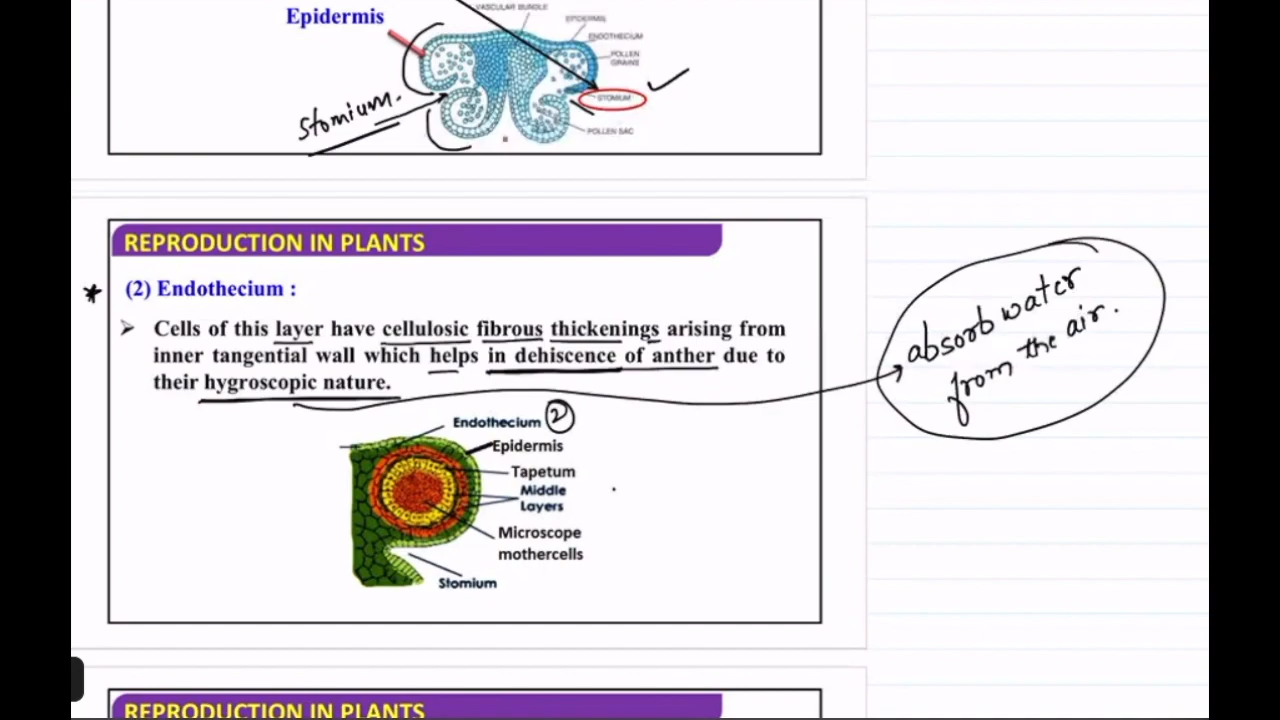 Epidermis
VASCULAR BUNDLE
EPIDERMIS
ENDOTHECIUM
POLLEN
GRAINS
STOMIUM
Stomium.
POLLEN SAC
REPRODUCTION IN PLANTS
(2) Endothecium :
Cells of this layer have cellulosic fibrous thickenings arising from
inner tangential wall which helps in dehiscence of anther due to
their hygroscopic nature.
absorb water
from the air.
Endothecium 2
Epidermis
Tapetum
Middle
Layers
Microscope
mothercells
Stomium
REPRODUCTION IN PLANTS